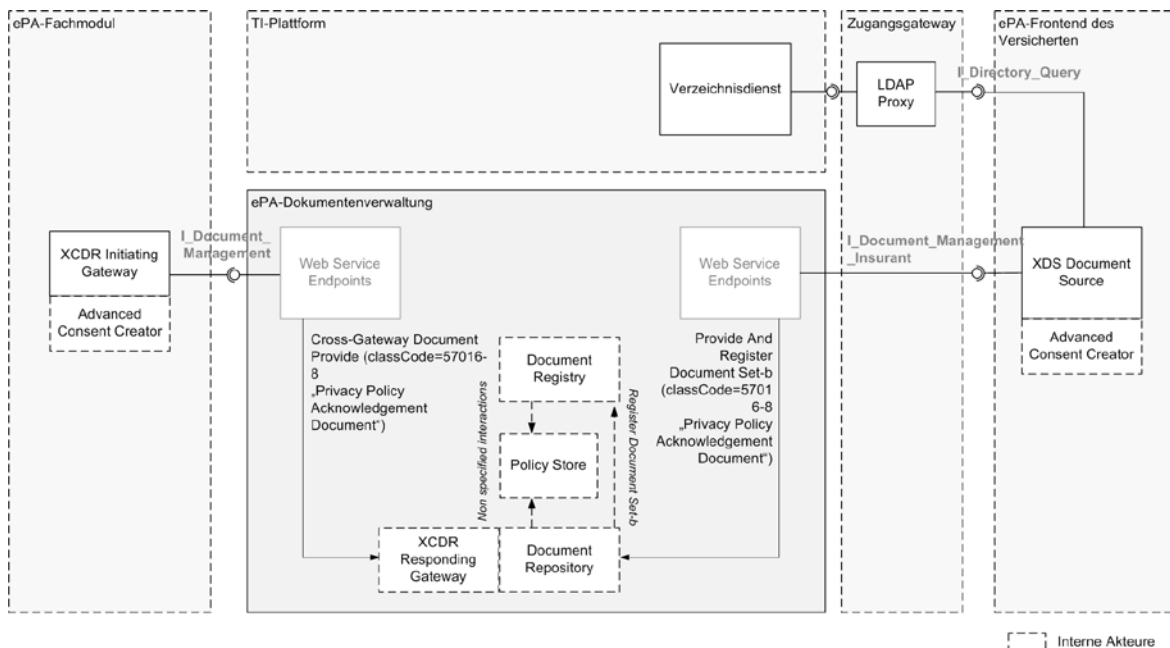 ePA-Fachmodul
TI-Plattform
Zugangsgateway
ePA-Frontend des
Versicherten
Verzeichnisdienst
LDAP
Proxy
I_Directory_Query
ePA-Dokumentenverwaltung
XCDR Initiating
Gateway
Advanced
Consent Creator
I_Document_
Management
Web Service
Endpoints
Web Service
Endpoints
I_Document_Management
_Insurant
XDS Document
Source
Advanced
Consent Creator
Cross-Gateway Document
Provide (classCode=57016-
8
„Privacy Policy
Acknowledgement
Document“)
Document
Registry
Policy Store
Non specified interactions
Register Document Set-b
Provide And
Register
Document Set-b
(classCode=5701
6-8
„Privacy Policy
Acknowledgement
Document“)
XCDR
Responding
Gateway
Document
Repository
Interne Akteure